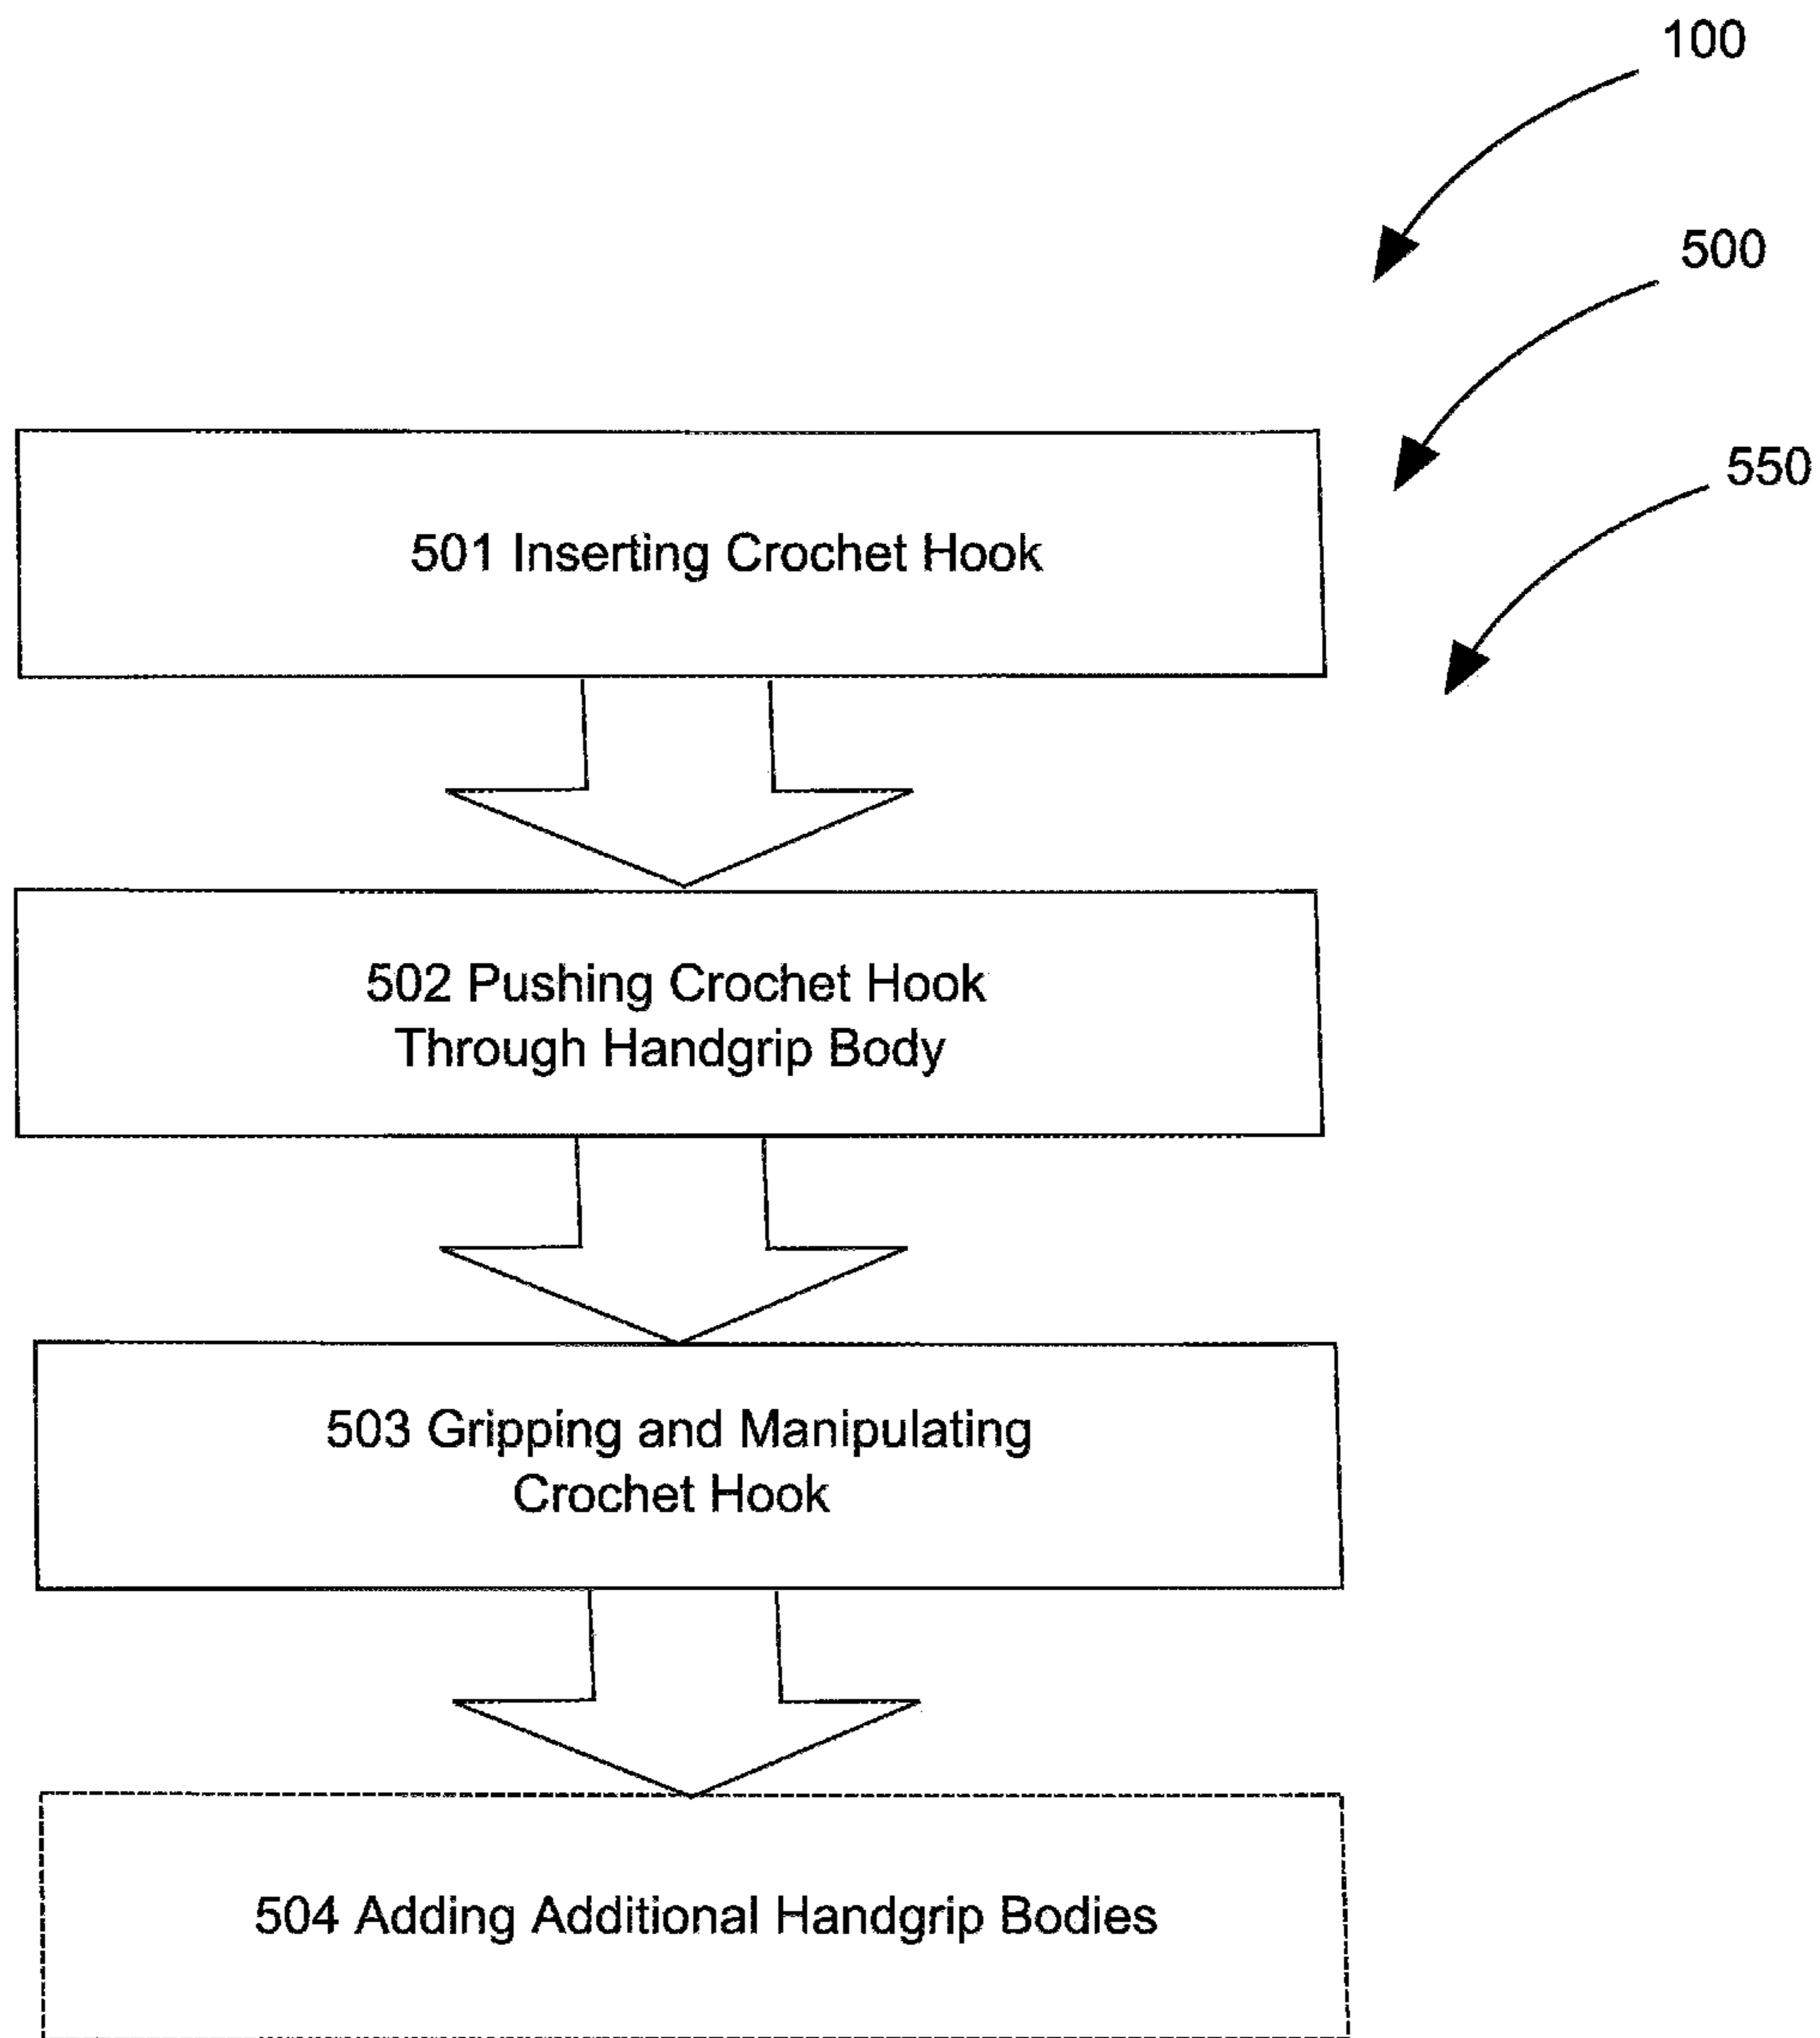 100
500
550
501 Inserting Crochet Hook
502 Pushing Crochet Hook
Through Handgrip Body
503 Gripping and Manipulating
Crochet Hook
504 Adding Additional Handgrip Bodies